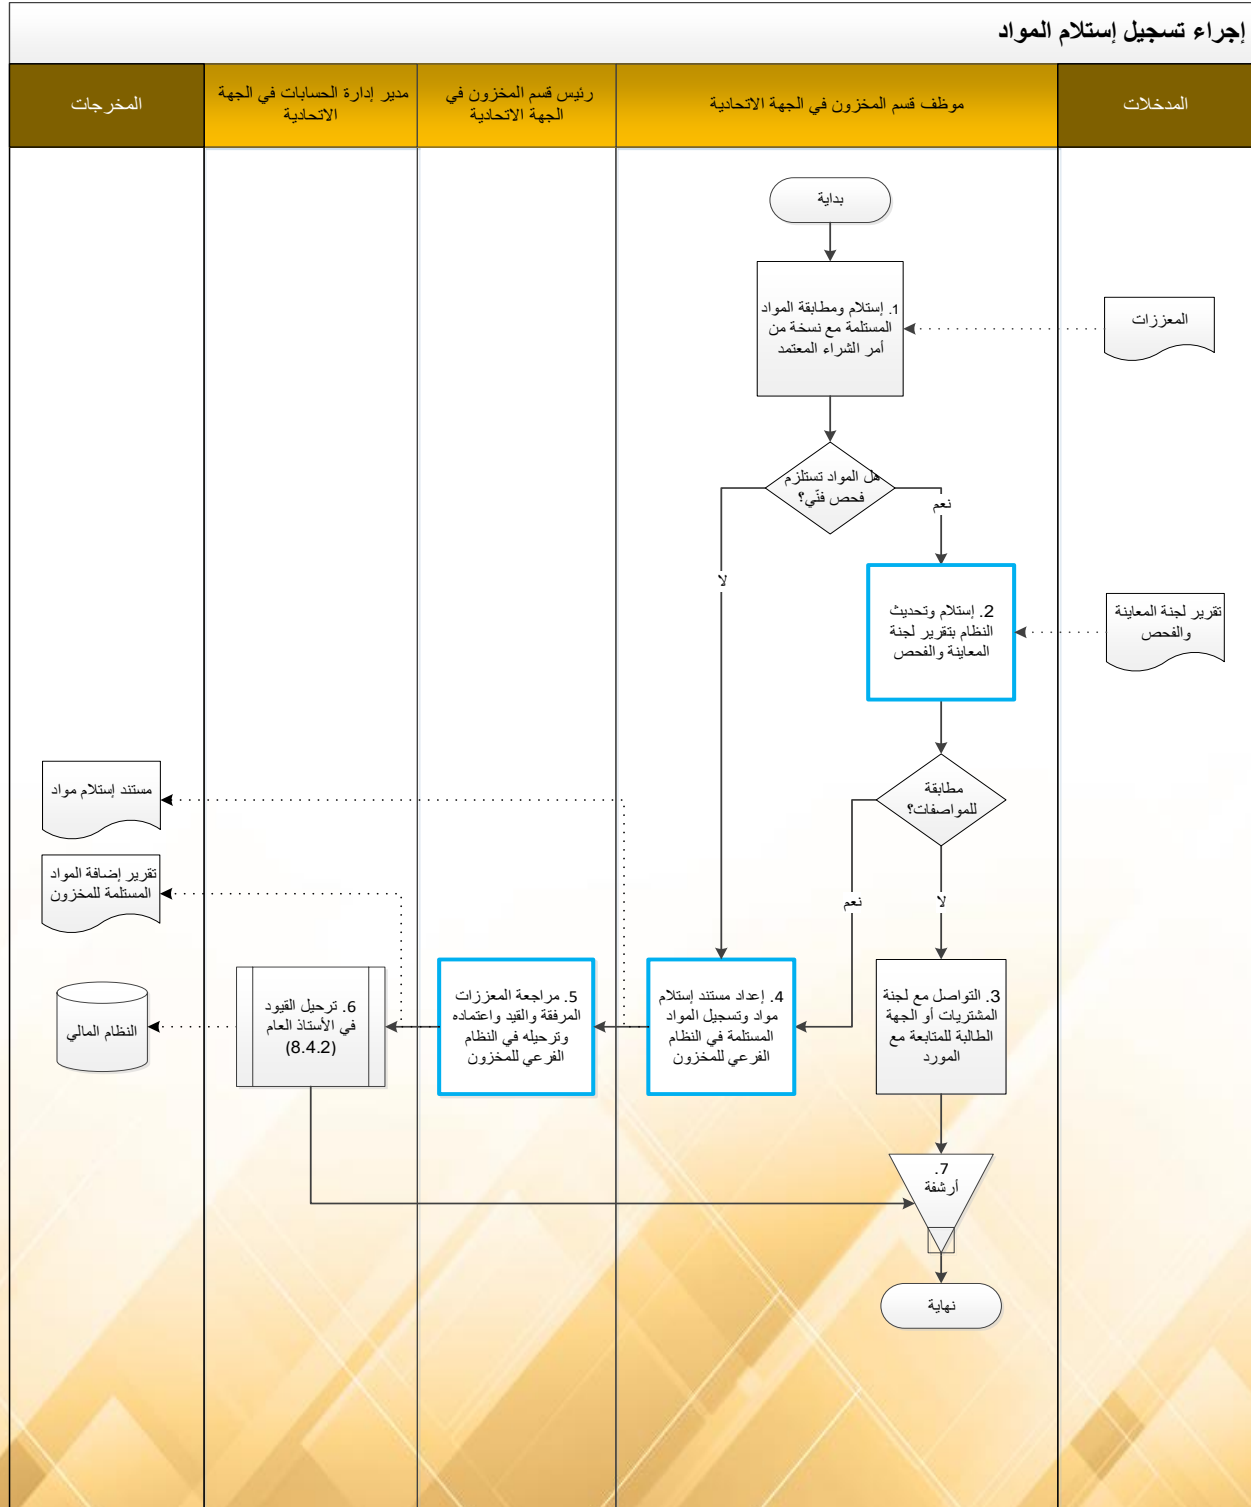 إجراء تسجيل إستلام المواد
المدخلات
موظف قسم المخزون في الجهة الاتحادية
رئيس قسم المخزون في
الجهة الاتحادية
مدير إدارة الحسابات في الجهة
الاتحادية
المخرجات
بداية
1. إستلام ومطابقة المواد
المستلمة مع نسخة من
أمر الشراء المعتمد
المعززات
هل المواد تستلزم
فحص فنّي؟
نعم
لا
2. إستلام وتحديث
النظام بتقرير لجنة
المعاينة والفحص
تقرير لجنة المعاينة
والفحص
مطابقة
للمواصفات؟
نعم
لا
مستند إستلام مواد
تقرير إضافة المواد
المستلمة للمخزون
3. التواصل مع لجنة
المشتريات أو الجهة
الطالبة للمتابعة مع
المورد
4. إعداد مستند إستلام
مواد وتسجيل المواد
المستلمة في النظام
الفرعي للمخزون
5. مراجعة المعززات
المرفقة والقيد واعتماده
وترحيله في النظام
الفرعي للمخزون
6. ترحيل القيود
في الأستاذ العام
(8.4.2)
النظام المالي
7.
أرشفة
نهاية